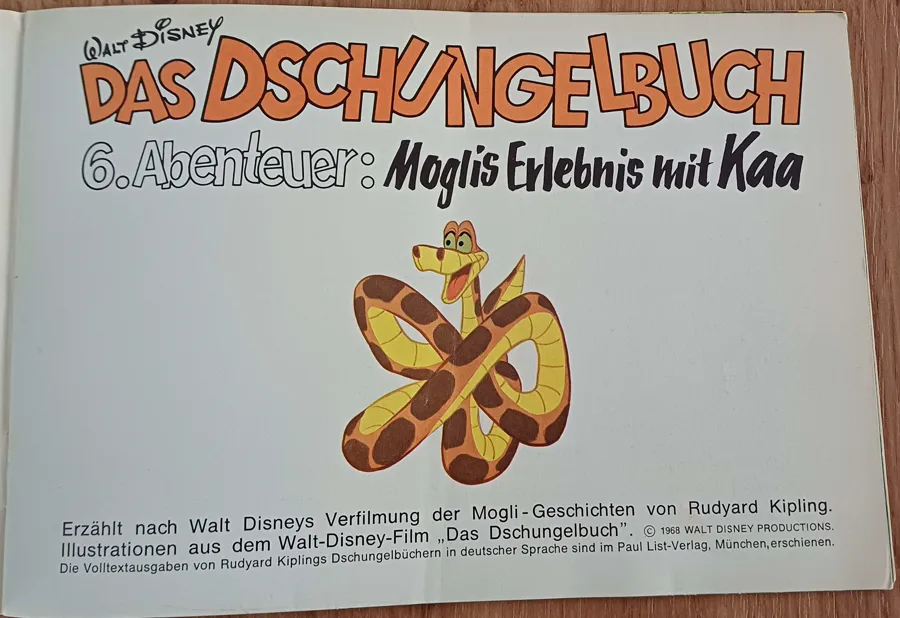 WALT DISNEY
DAS DSCHUNGELBUCH
6. Abenteuer: Moglis Erlebnis mit Kaa
Erzählt nach Walt Disneys Verfilmung der Mogli-Geschichten von Rudyard Kipling.
Illustrationen aus dem Walt-Disney-Film „Das Dschungelbuch”. © 1968 WALT DISNEY PRODUCTIONS.
Die Volltextausgaben von Rudyard Kiplings Dschungelbüchern in deutscher Sprache sind im Paul List-Verlag, München, erschienen.